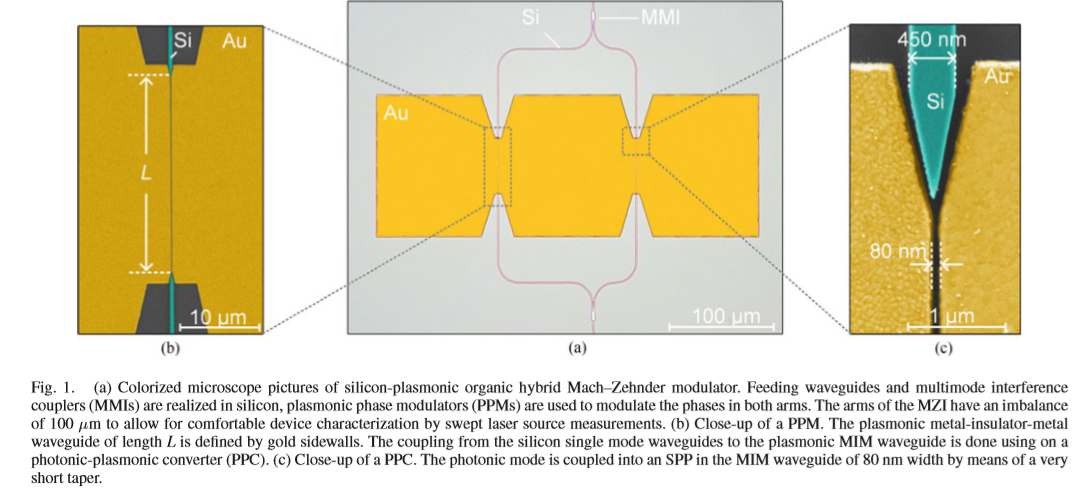 Si Au
L
10 μm
(b)
Si
MMI
Au
100 μm
(a)
450 nm
Au
Si
80 nm
1 μm
(c)
Fig. 1. (a) Colorized microscope pictures of silicon-plasmonic organic hybrid Mach–Zehnder modulator. Feeding waveguides and multimode interference
couplers (MMIs) are realized in silicon, plasmonic phase modulators (PPMs) are used to modulate the phases in both arms. The arms of the MZI have an imbalance
of 100 μm to allow for comfortable device characterization by swept laser source measurements. (b) Close-up of a PPM. The plasmonic metal-insulator-metal
waveguide of length L is defined by gold sidewalls. The coupling from the silicon single mode waveguides to the plasmonic MIM waveguide is done using on a
photonic-plasmonic converter (PPC). (c) Close-up of a PPC. The photonic mode is coupled into an SPP in the MIM waveguide of 80 nm width by means of a very
short taper.